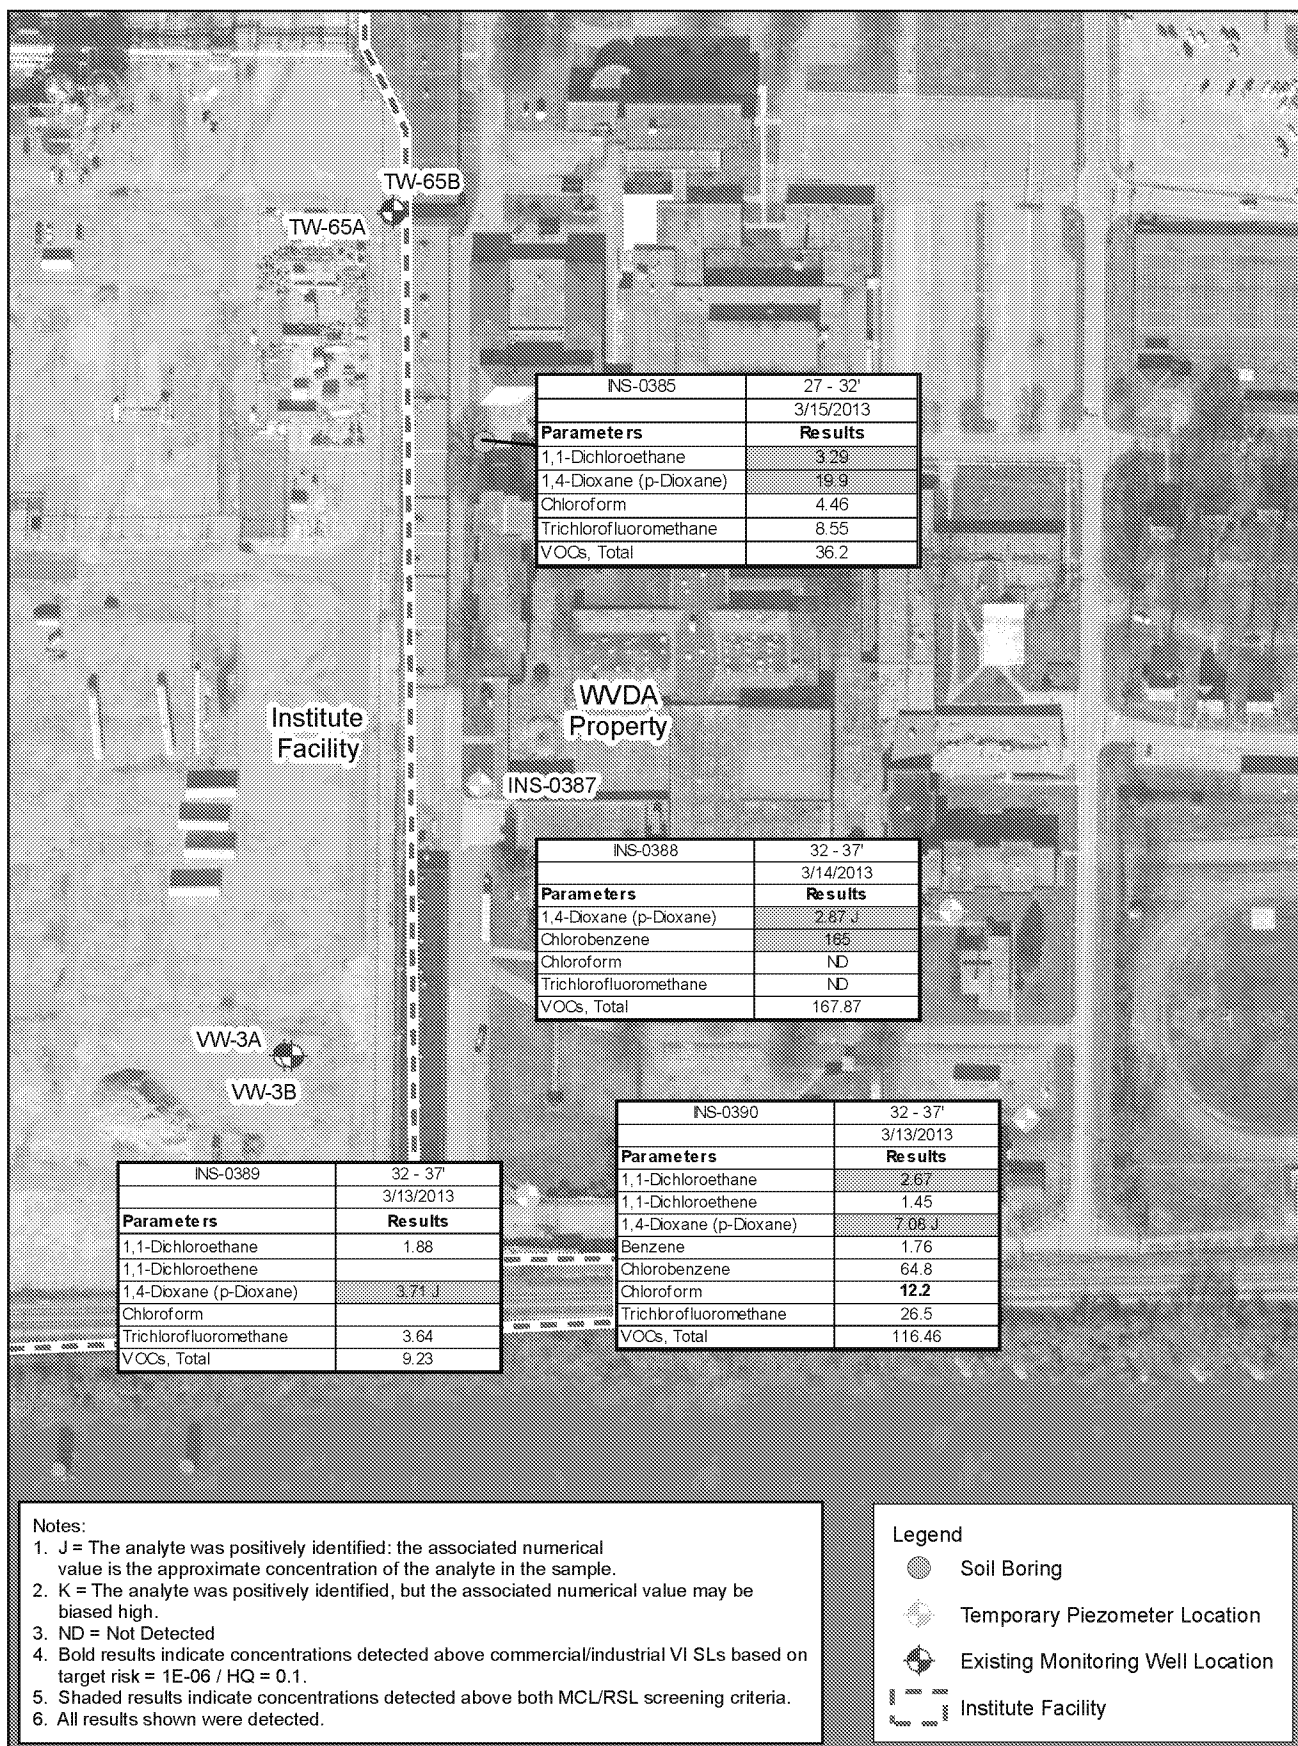 TW-65B
TW-65A
INS-0385 27 - 32'
3/15/2013
Parameters Results
1,1-Dichloroethane 3.29
1,4-Dioxane (p-Dioxane) 19.9
Chloroform 4.46
Trichlorofluoromethane 8.55
VOCs, Total 36.2
Institute
Facility
WVDA
Property
INS-0387
INS-0388 32 - 37'
3/14/2013
Parameters Results
1,4-Dioxane (p-Dioxane) 2.87 J
Chlorobenzene 165
Chloroform ND
Trichlorofluoromethane ND
VOCs, Total 167.87
VW-3A
VW-3B
INS-0390 32 - 37'
3/13/2013
Parameters Results
1,1-Dichloroethane 2.67
1,1-Dichloroethene 1.45
1,4-Dioxane (p-Dioxane) 7.08 J
Benzene 1.76
Chlorobenzene 64.8
Chloroform 12.2
Trichlorofluoromethane 26.5
VOCs, Total 116.46
INS-0389 32 - 37'
3/13/2013
Parameters Results
1,1-Dichloroethane 1.88
1,1-Dichloroethene
1,4-Dioxane (p-Dioxane) 3.71 J
Chloroform
Trichlorofluoromethane 3.64
VOCs, Total 9.23
Notes:
1. J = The analyte was positively identified: the associated numerical
value is the approximate concentration of the analyte in the sample.
2. K = The analyte was positively identified, but the associated numerical value may be
biased high.
3. ND = Not Detected
4. Bold results indicate concentrations detected above commercial/industrial VI SLs based on
target risk = 1E-06 / HQ = 0.1.
5. Shaded results indicate concentrations detected above both MCL/RSL screening criteria.
6. All results shown were detected.
Legend
Soil Boring
Temporary Piezometer Location
Existing Monitoring Well Location
Institute Facility